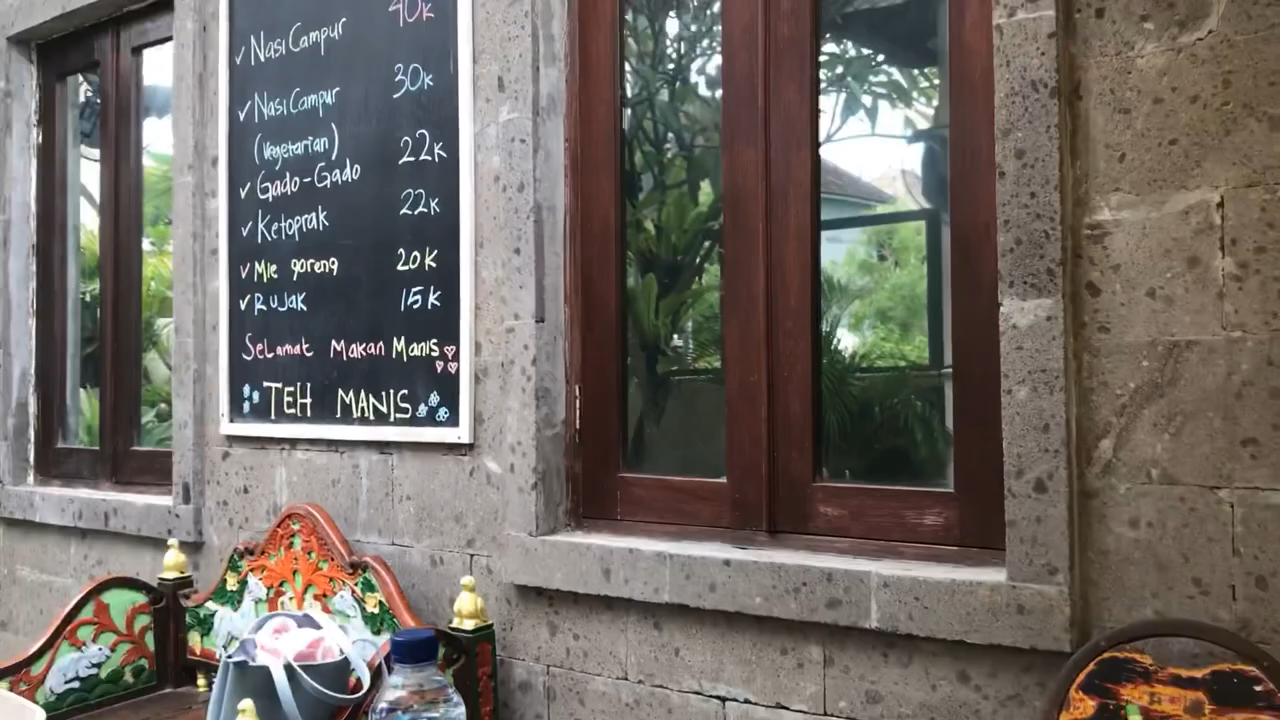 40K
✓ Nasi Campur
30K
✓ Nasi Campur
(Vegetarian) 22K
✓ Gado-Gado
✓ Ketoprak 22K
✓ Mie goreng 20K
✓ Rujak 15K
Selamat Makan Manis
TEH MANIS